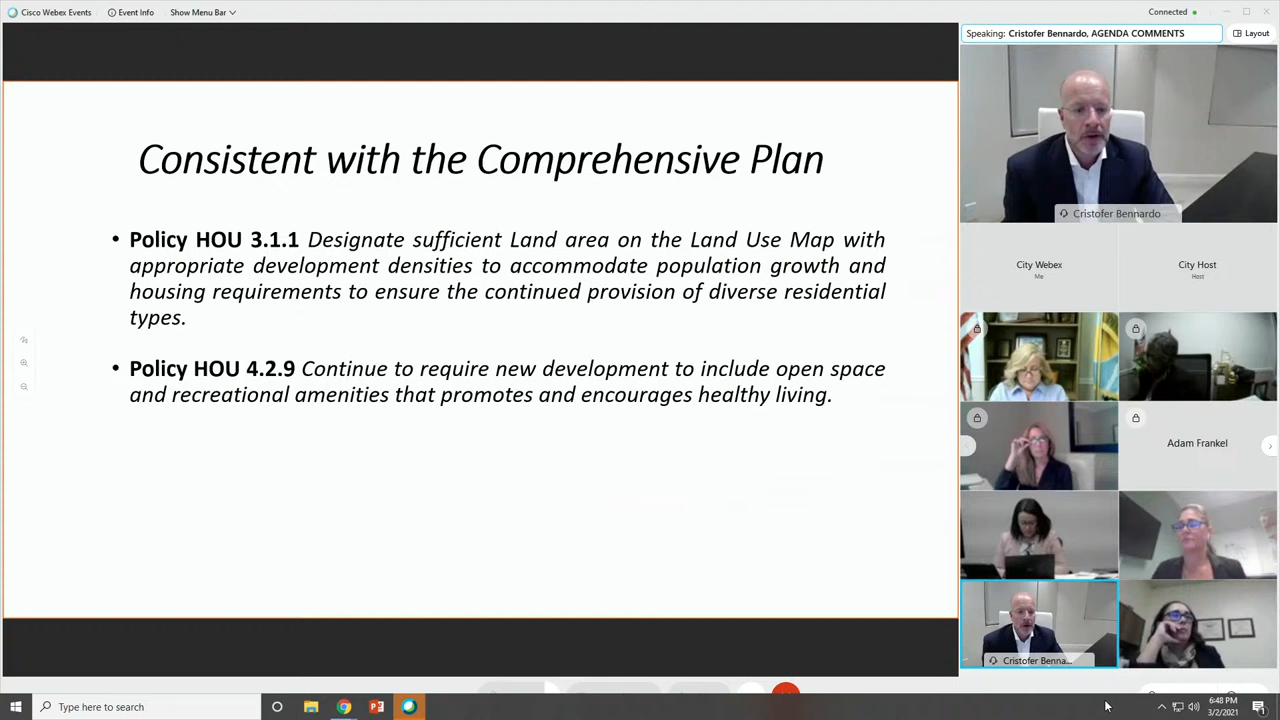 Cisco Webex Events
Event Info
Show Menu Bar
Connected
Speaking: Cristofer Bennardo, AGENDA COMMENTS
Layout
Consistent with the Comprehensive Plan
• Policy HOU 3.1.1 Designate sufficient Land area on the Land Use Map with
appropriate development densities to accommodate population growth and
housing requirements to ensure the continued provision of diverse residential
types.
• Policy HOU 4.2.9 Continue to require new development to include open space
and recreational amenities that promotes and encourages healthy living.
Cristofer Bennardo
City Webex
Me
City Host
Host
Adam Frankel
Cristofer Benna...
Type here to search
6:48 PM
3/2/2021